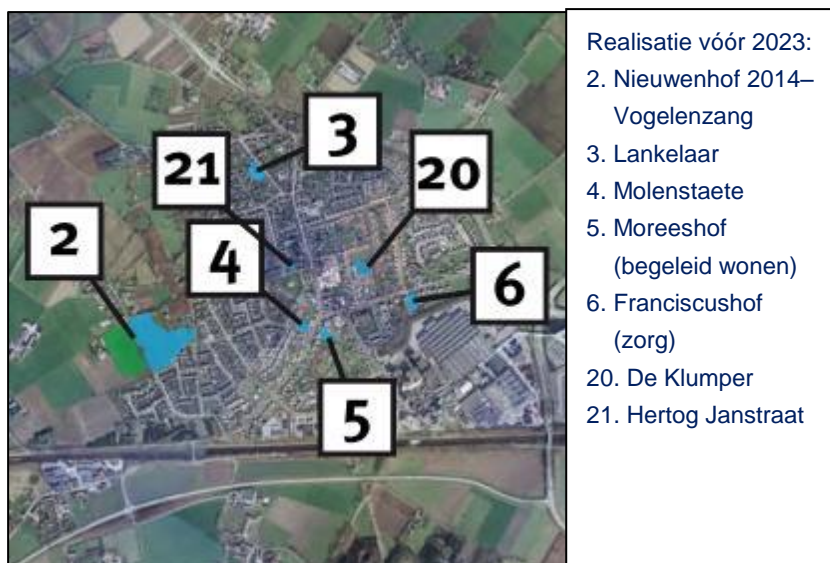 3
21
20
2
4
6
5
Realisatie vóór 2023:
2. Nieuwenhof 2014–
Vogelenzang
3. Lankelaar
4. Molenstaete
5. Moreeshof
(begeleid wonen)
6. Franciscushof
(zorg)
20. De Klumper
21. Hertog Janstraat